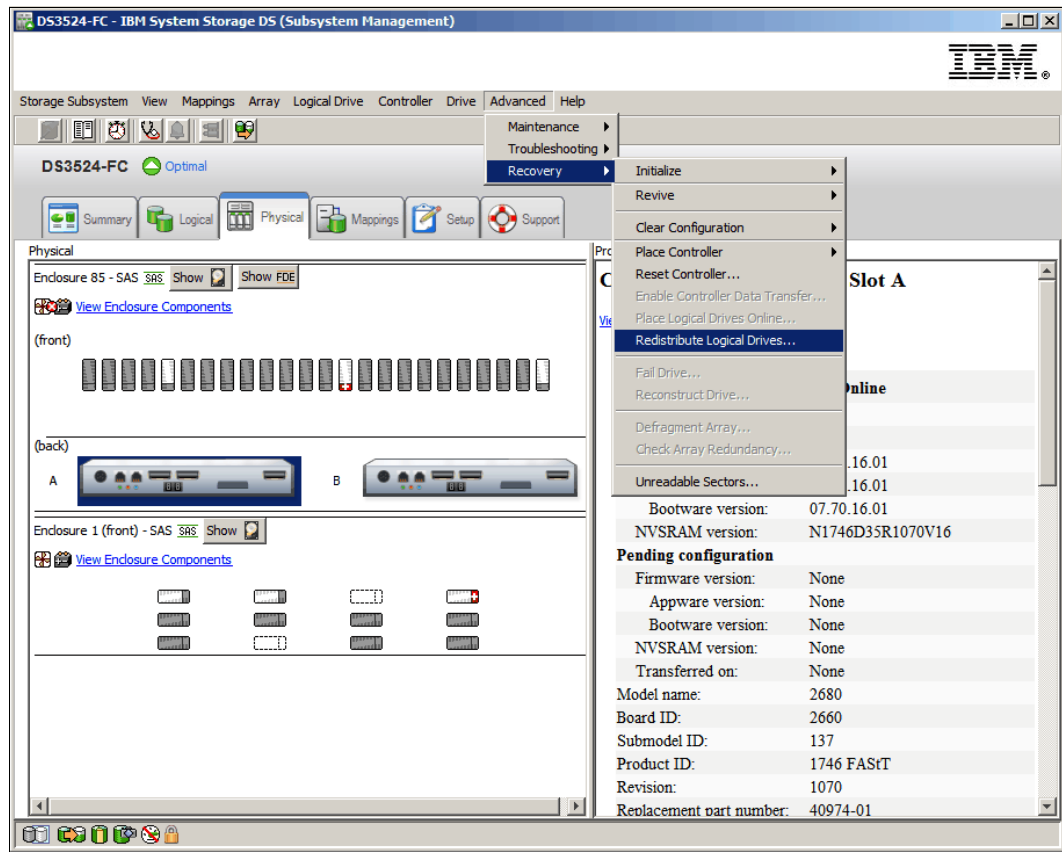 DS3524-FC - IBM System Storage DS (Subsystem Management)
IBM®
Storage Subsystem View Mappings Array Logical Drive Controller Drive Advanced Help
Maintenance
Troubleshooting
Recovery
DS3524-FC Optimal
Initialize
Revive
Clear Configuration
Place Controller
Reset Controller...
Enable Controller Data Transfer...
Place Logical Drives Online...
Redistribute Logical Drives...
Fail Drive...
Reconstruct Drive...
Defragment Array...
Check Array Redundancy...
Unreadable Sectors...
Summary Logical Physical Mappings Setup Support
Physical
Enclosure 85 - SAS SAS Show Show FDE
View Enclosure Components
(front)
(back)
A B
Enclosure 1 (front) - SAS SAS Show
View Enclosure Components
Slot A
.16.01
.16.01
Bootware version: 07.70.16.01
NVSRAM version: N1746D35R1070V16
Pending configuration
Firmware version: None
Appware version: None
Bootware version: None
NVSRAM version: None
Transferred on: None
Model name: 2680
Board ID: 2660
Submodel ID: 137
Product ID: 1746 FAStT
Revision: 1070
Replacement part number: 40974-01